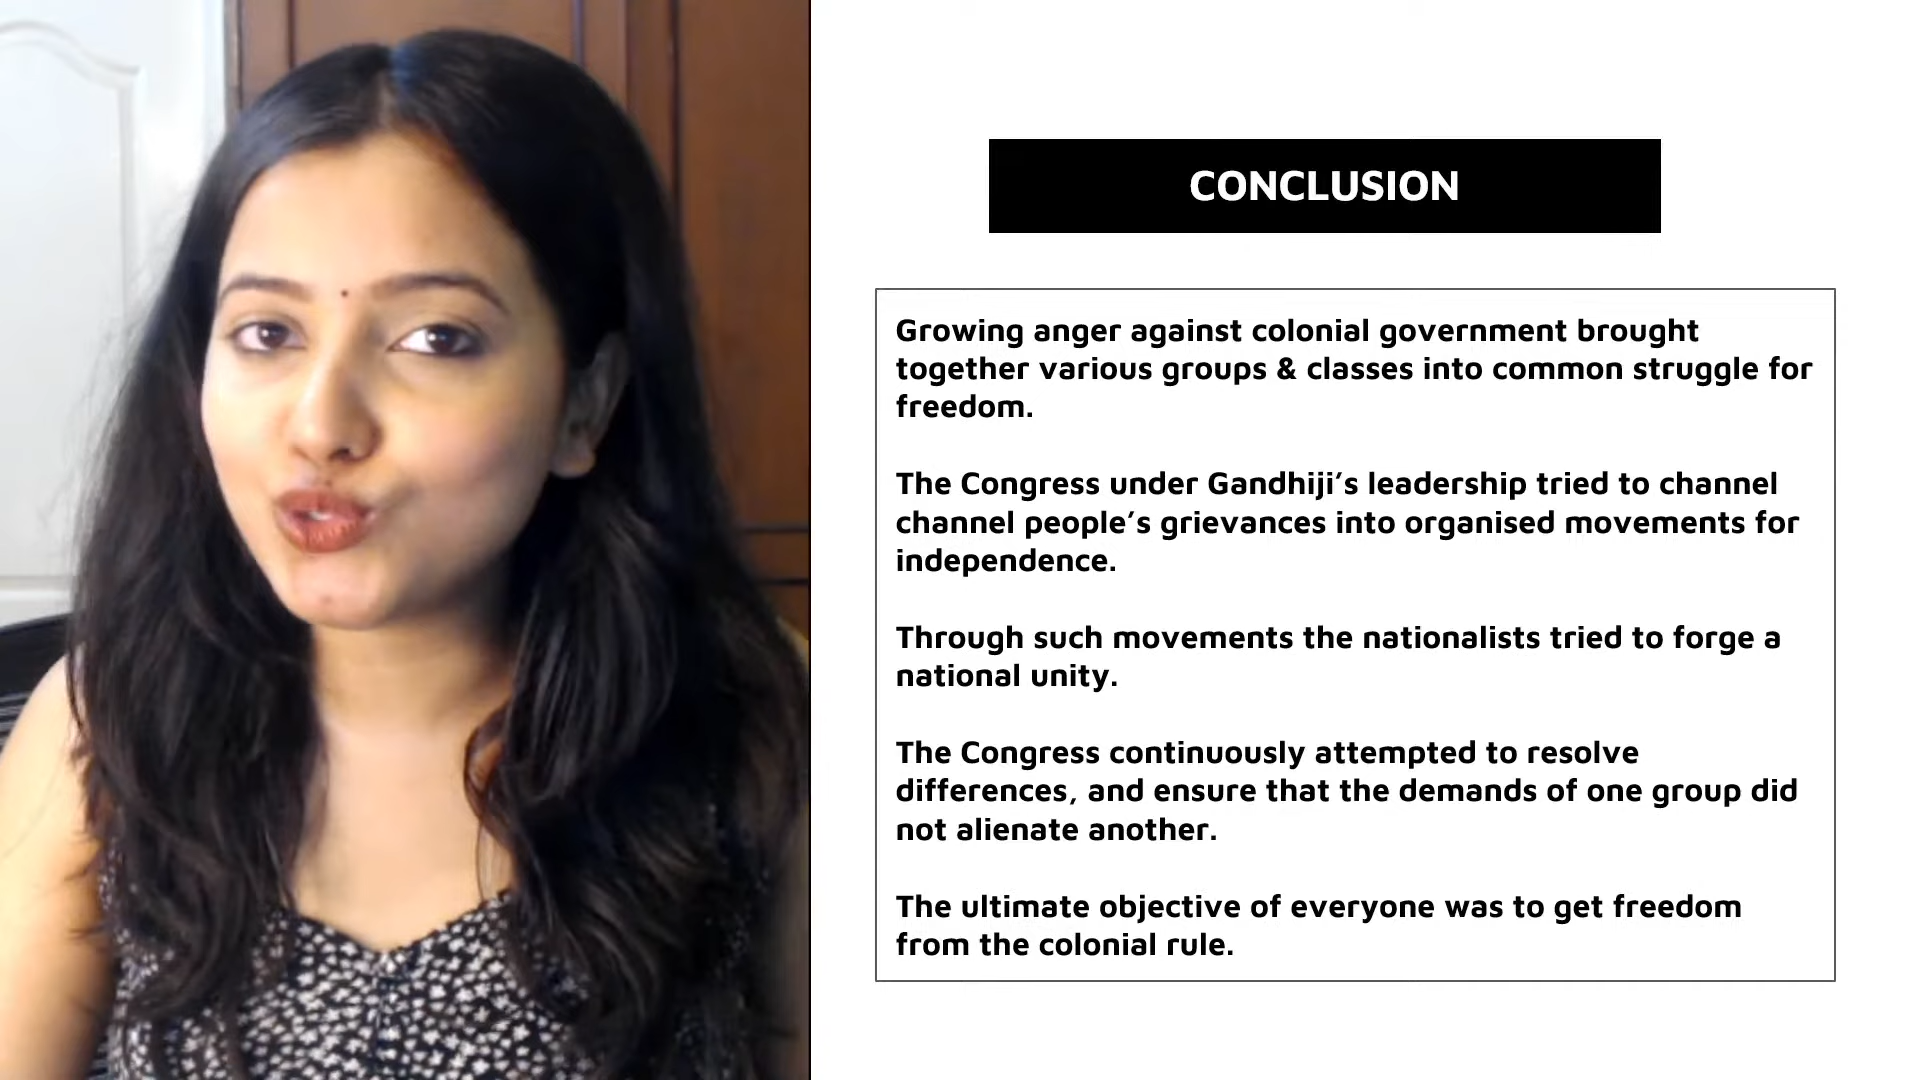 CONCLUSION
Growing anger against colonial government brought
together various groups & classes into common struggle for
freedom.
The Congress under Gandhiji’s leadership tried to channel
channel people’s grievances into organised movements for
independence.
Through such movements the nationalists tried to forge a
national unity.
The Congress continuously attempted to resolve
differences, and ensure that the demands of one group did
not alienate another.
The ultimate objective of everyone was to get freedom
from the colonial rule.